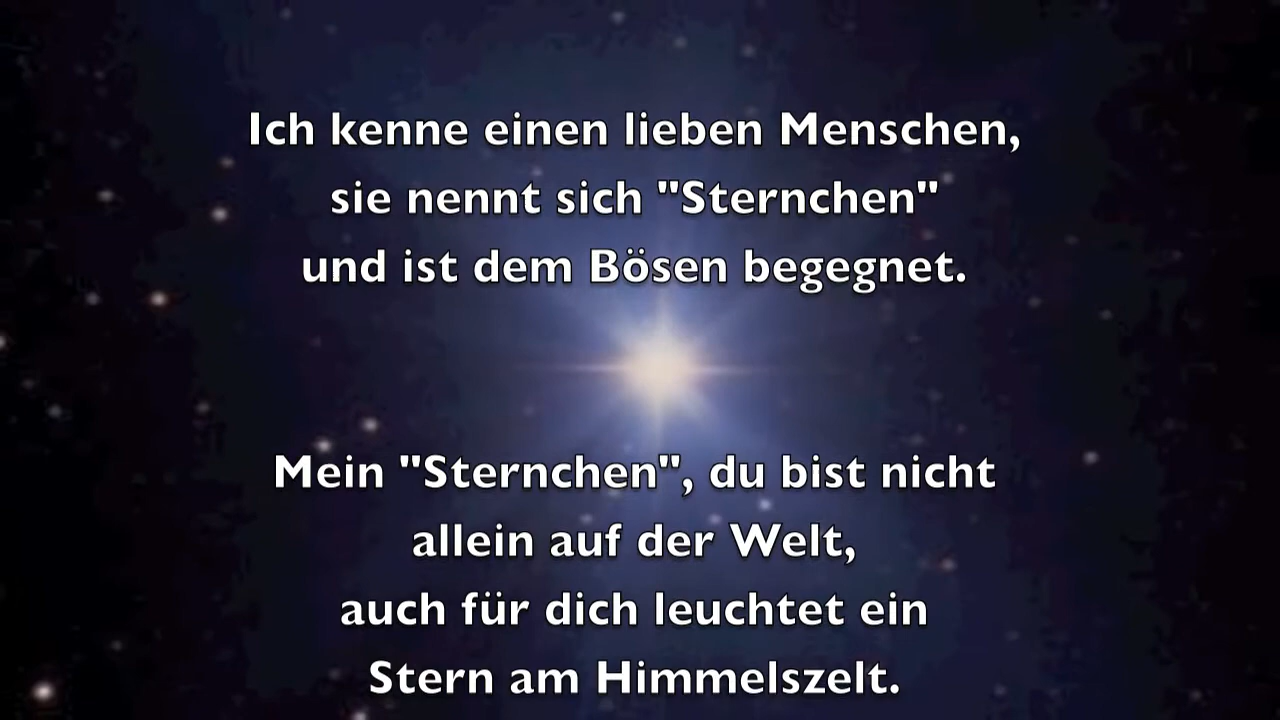 Ich kenne einen lieben Menschen,
sie nennt sich "Sternchen"
und ist dem Bösen begegnet.
Mein "Sternchen", du bist nicht
allein auf der Welt,
auch für dich leuchtet ein
Stern am Himmelszelt.